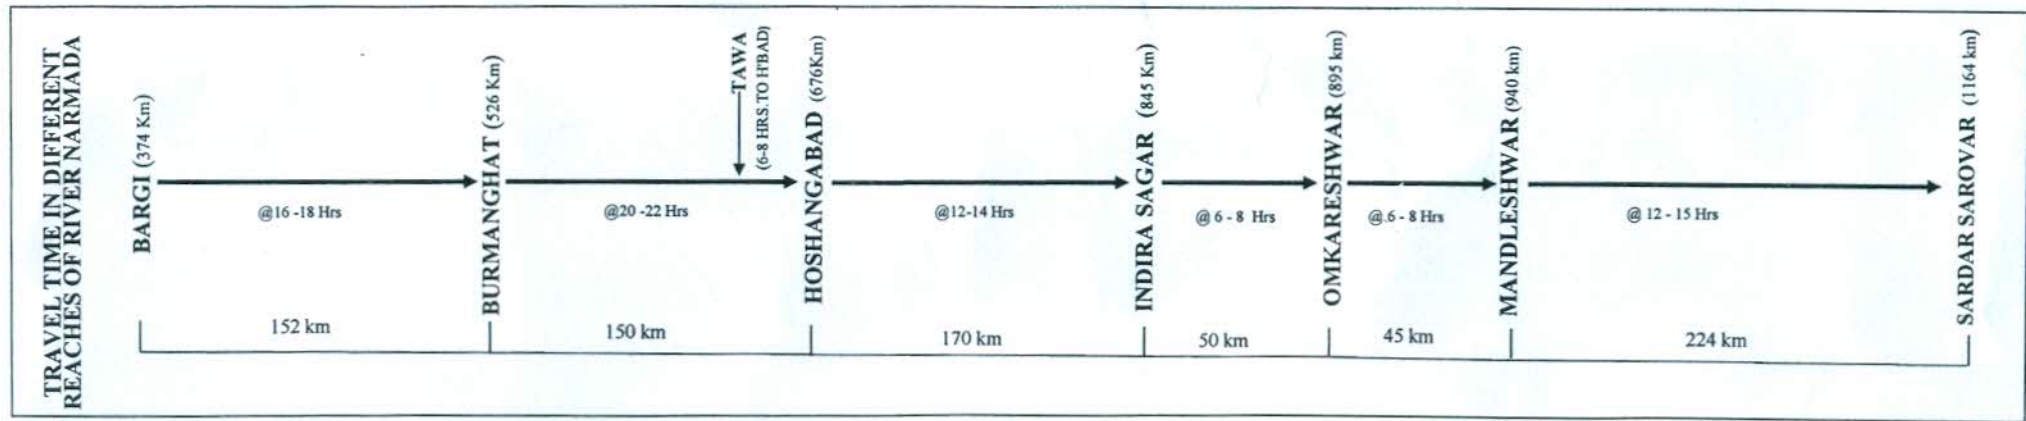 TRAVEL TIME IN DIFFERENT
REACHES OF RIVER NARMADA
BARGI (374 Km)
@16 -18 Hrs
152 km
BURMANGHAT (526 Km)
@20 -22 Hrs
150 km
TAWA
(6-8 HRS.TO H'BAD)
HOSHANGABAD (676Km)
@12-14 Hrs
170 km
INDIRA SAGAR (845 Km)
@ 6 - 8 Hrs
50 km
OMKARESHWAR (895 km)
@ 6 - 8 Hrs
45 km
MANDLESHWAR (940 km)
@ 12 - 15 Hrs
224 km
SARDAR SAROVAR (1164 km)